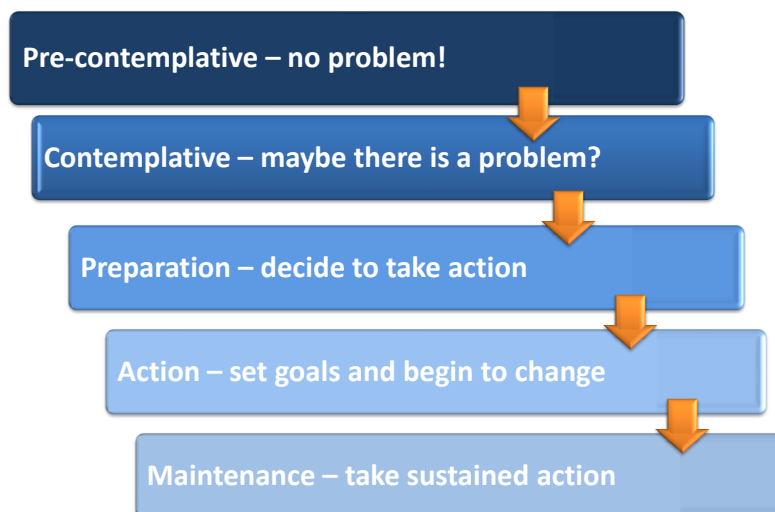 Pre-contemplative – no problem!
Contemplative – maybe there is a problem?
Preparation – decide to take action
Action – set goals and begin to change
Maintenance – take sustained action